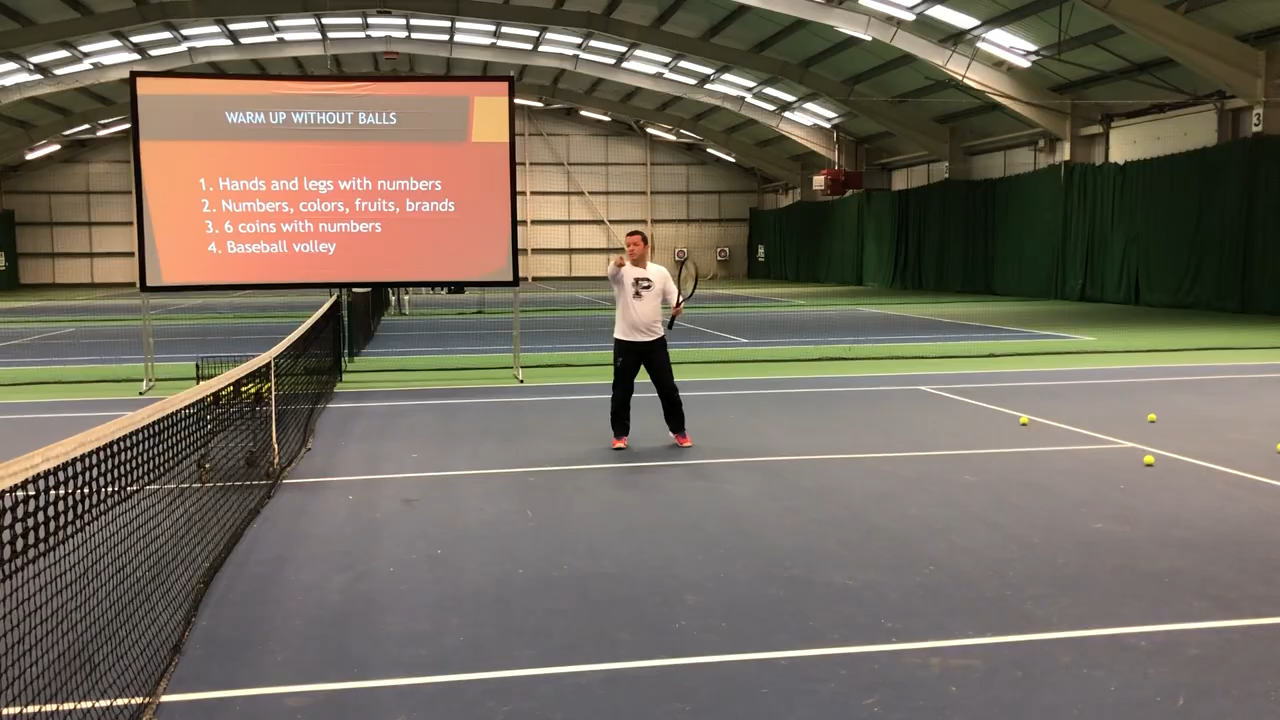 WARM UP WITHOUT BALLS
1. Hands and legs with numbers
2. Numbers, colors, fruits, brands
3. 6 coins with numbers
4. Baseball volley
P
3